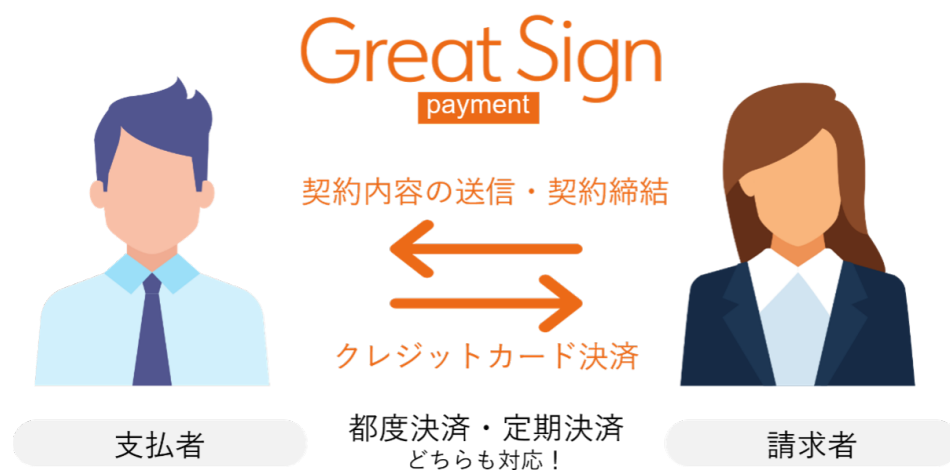 Great Sign
payment
契約内容の送信・契約締結
クレジットカード決済
支払者
都度決済・定期決済
どちらも対応！
請求者